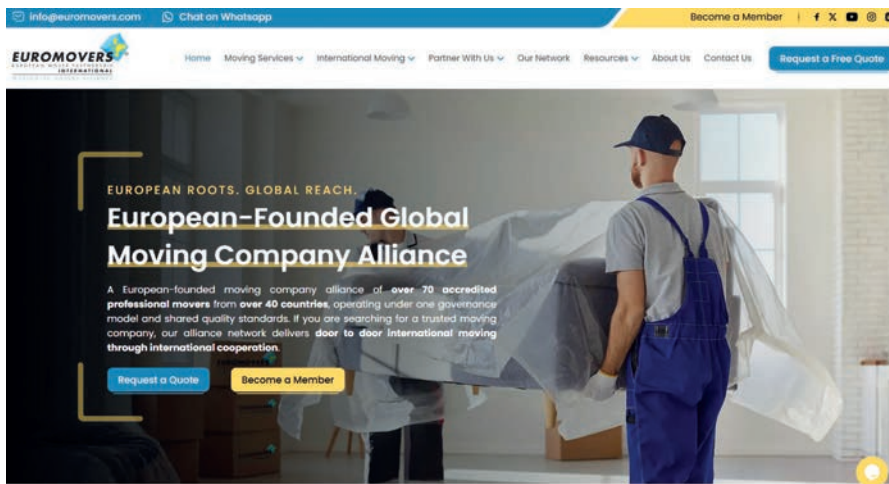 info@euromovers.com
Chat on Whatsapp
Become a Member
EUROMOVERS
INTERNATIONAL
Home
Moving Services
International Moving
Partner With Us
Our Network
Resources
About Us
Contact Us
Request a Free Quote
EUROPEAN ROOTS. GLOBAL REACH.
European-Founded Global
Moving Company Alliance
A European-founded moving company alliance of over 70 accredited
professional movers from over 40 countries, operating under one governance
model and shared quality standards. If you are searching for a trusted moving
company, our alliance network delivers door to door international moving
through international cooperation.
Request a Quote
Become a Member